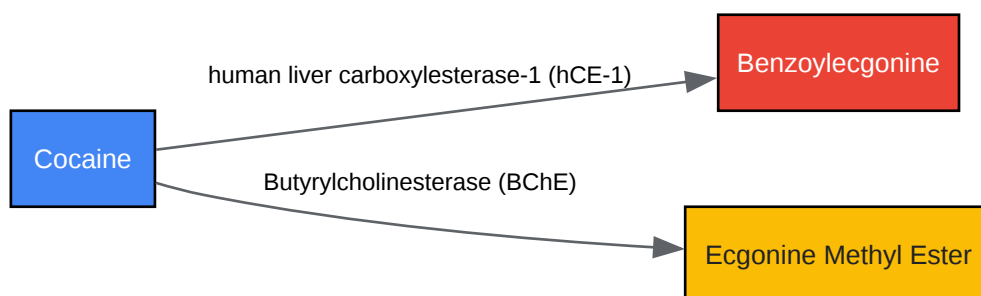 human liver carboxylesterase-1 (hCE-1)
Benzoylecgonine
Cocaine
Butyrylcholinesterase (BChE)
Ecgonine Methyl Ester